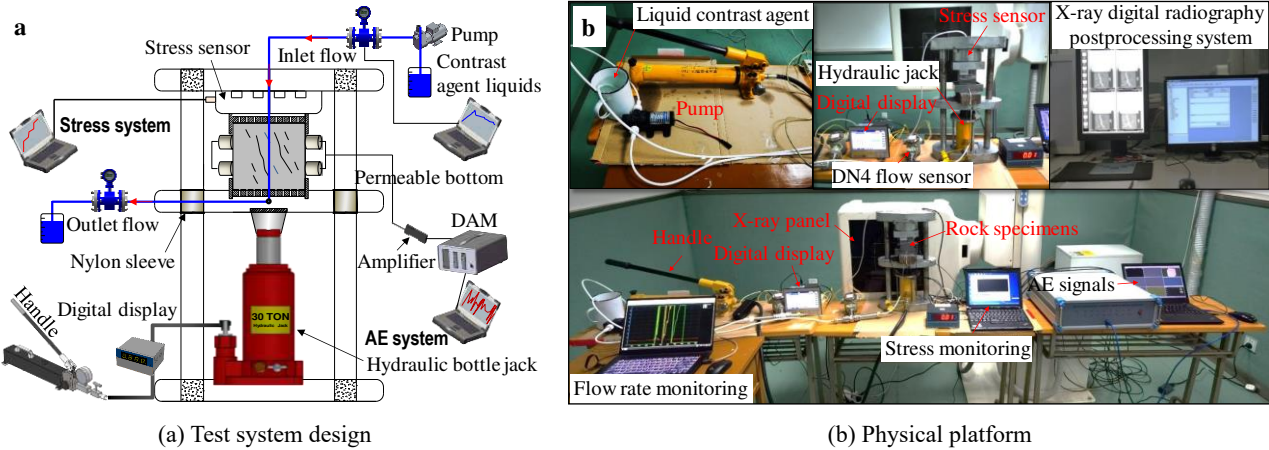 a
Stress sensor
Inlet flow
Pump
Contrast
agent liquids
Stress system
Permeable bottom
Outlet flow
Nylon sleeve
DAM
Amplifier
Handle
Digital display
30 TON
Hydraulic Jack
AE system
Hydraulic bottle jack
(a) Test system design
b
Liquid contrast agent
Pump
Stress sensor
Hydraulic jack
Digital display
DN4 flow sensor
X-ray digital radiography
postprocessing system
X-ray panel
Handle
Digital display
Rock specimens
AE signals
Stress monitoring
Flow rate monitoring
(b) Physical platform